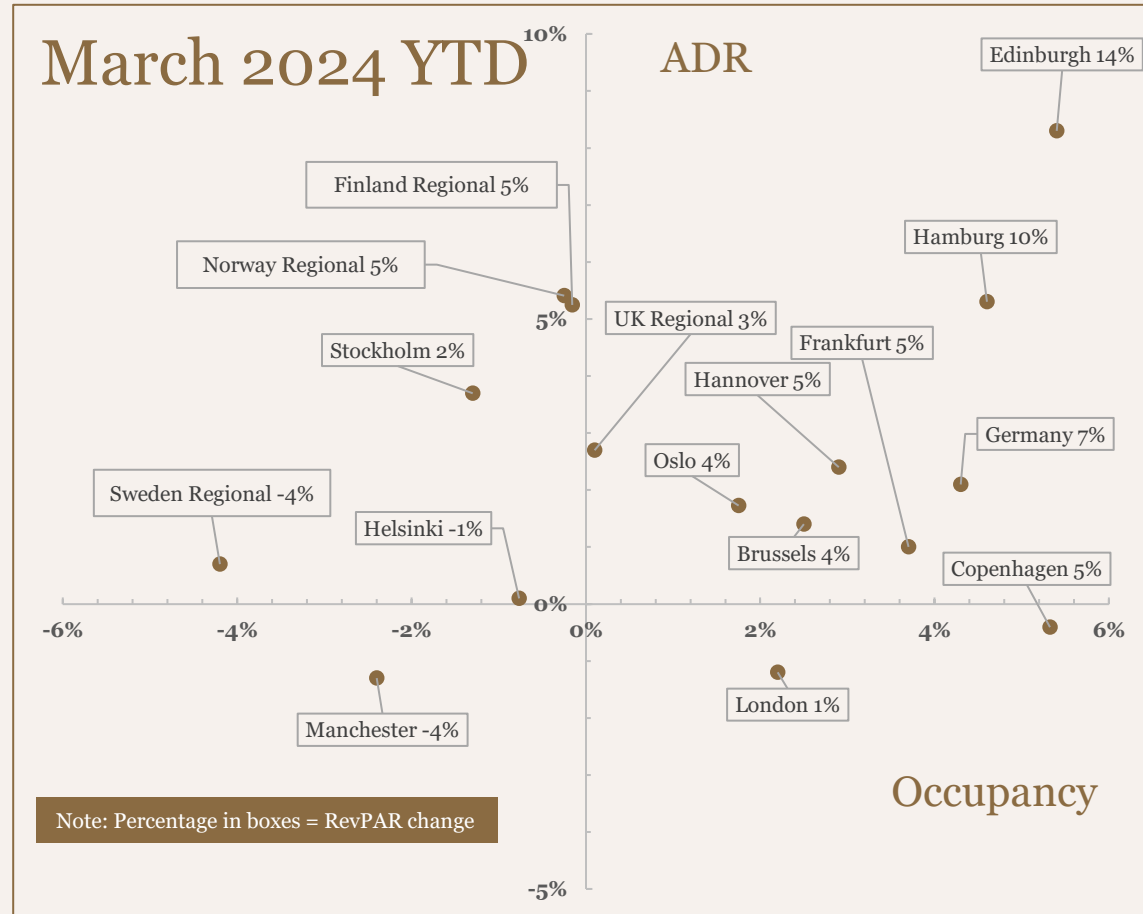 March 2024 YTD
10%
ADR
Edinburgh 14%
Finland Regional 5%
Hamburg 10%
Norway Regional 5%
5%
UK Regional 3%
Frankfurt 5%
Stockholm 2%
Hannover 5%
Germany 7%
Oslo 4%
Sweden Regional -4%
Helsinki -1%
Brussels 4%
Copenhagen 5%
0%
-6%
-4%
-2%
0%
2%
4%
6%
London 1%
Manchester -4%
Occupancy
Note: Percentage in boxes = RevPAR change
-5%